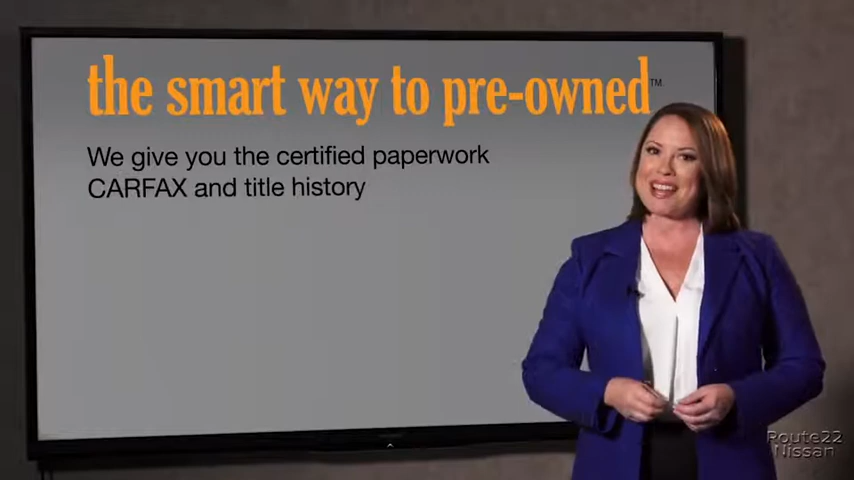 the smart way to pre-owned™
We give you the certified paperwork
CARFAX and title history
Route22
Nissan